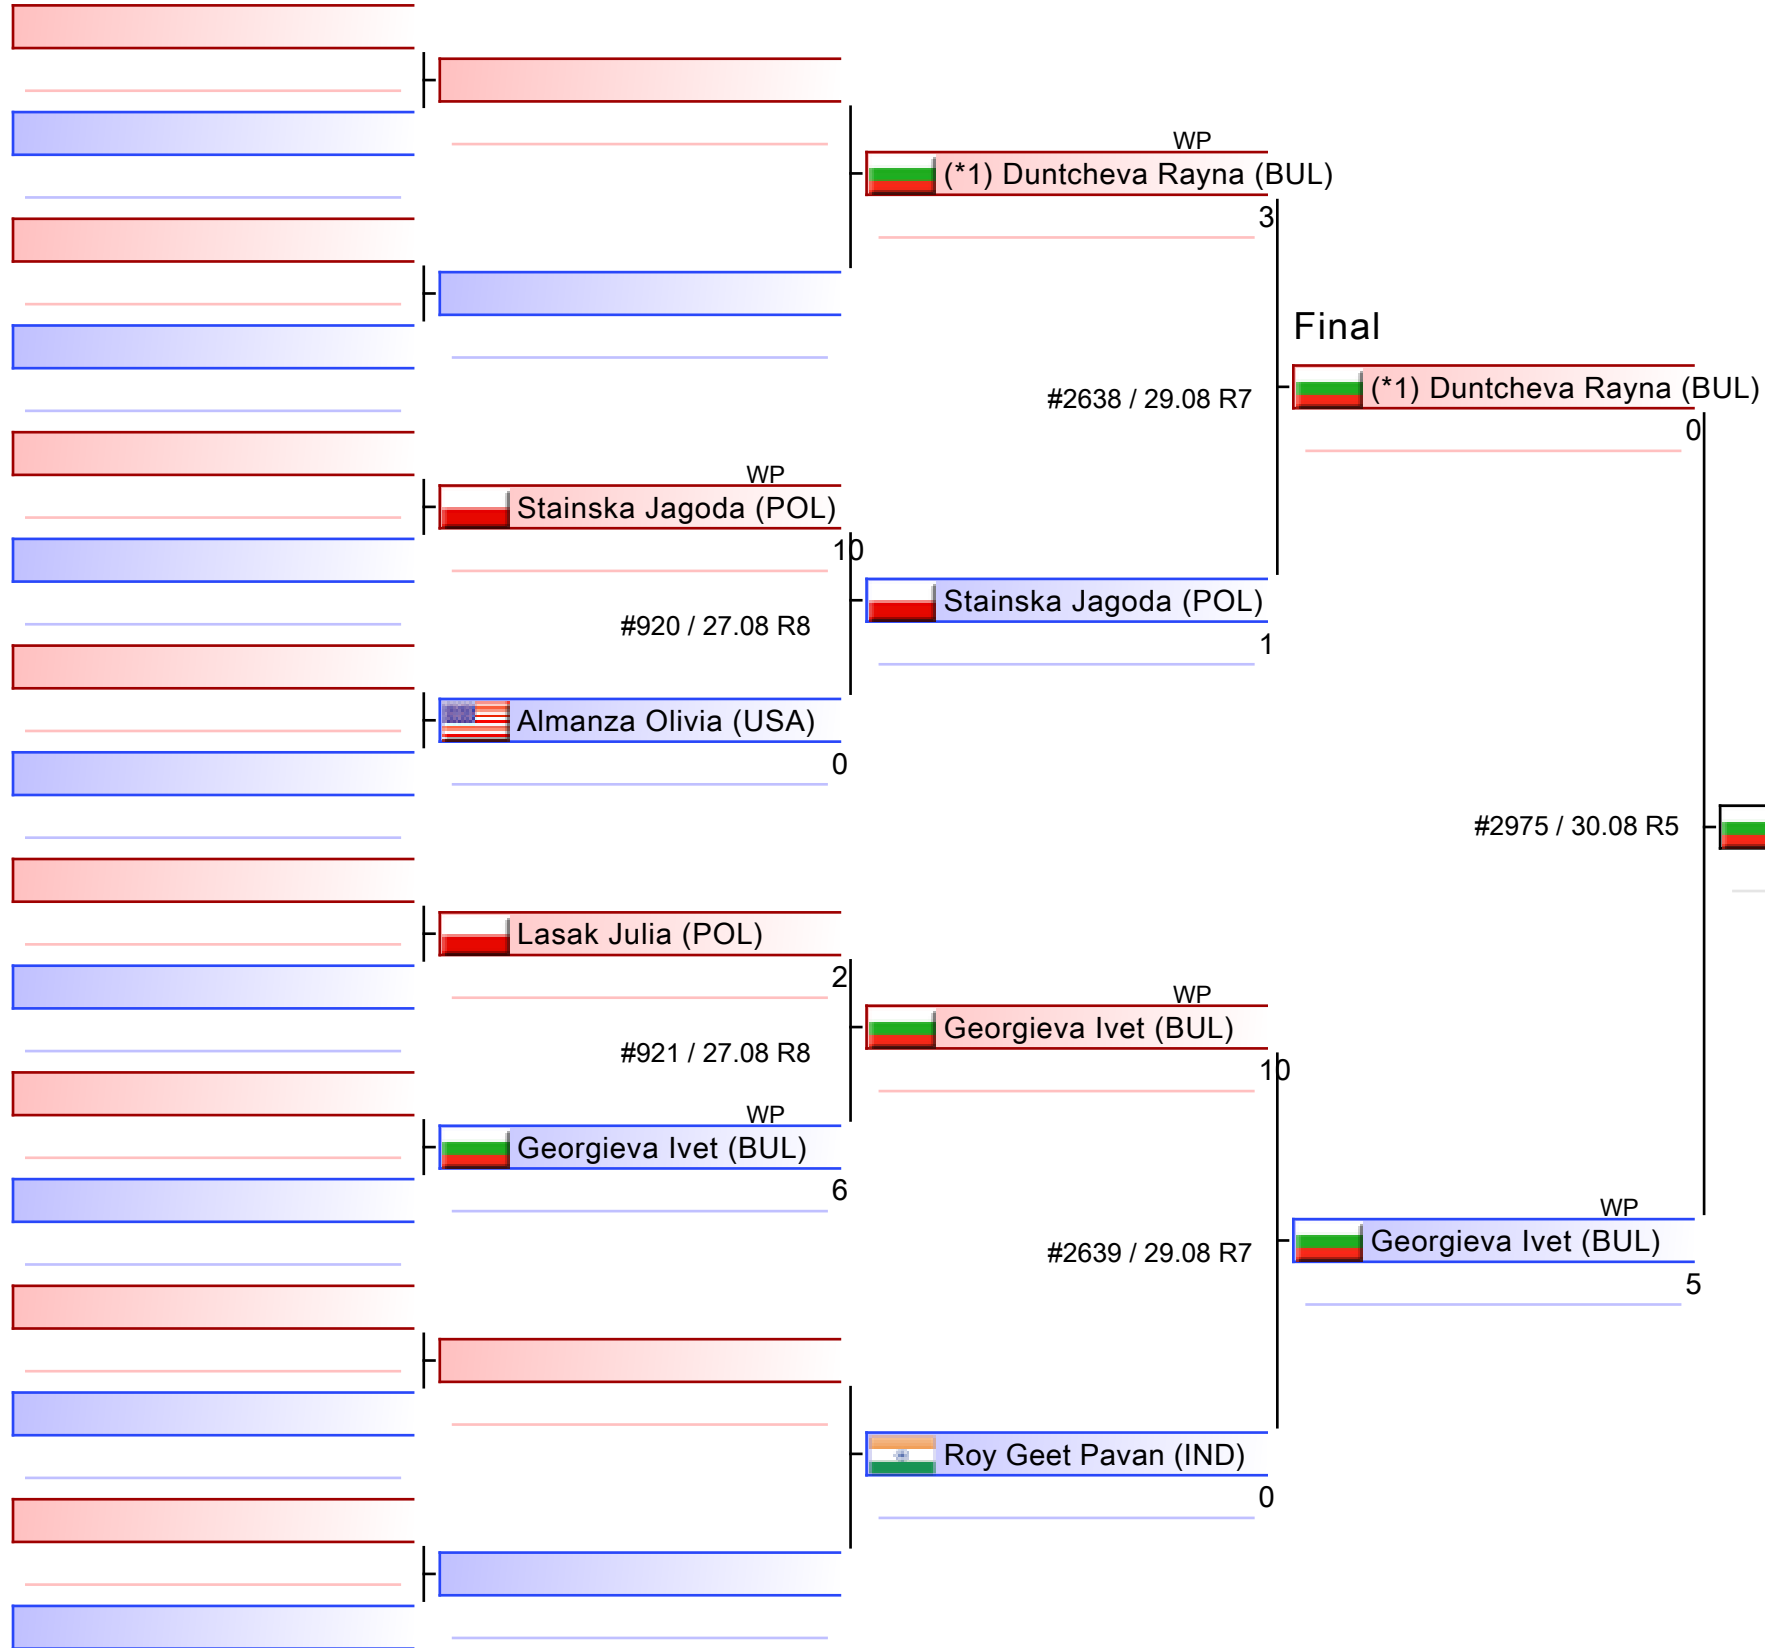 WP
(*1) Duntcheva Rayna (BUL)
3
Final
#2638 / 29.08 R7
(*1) Duntcheva Rayna (BUL)
0
WP
Stainska Jagoda (POL)
10
Stainska Jagoda (POL)
#920 / 27.08 R8
1
Almanza Olivia (USA)
0
#2975 / 30.08 R5
Lasak Julia (POL)
2
WP
Georgieva Ivet (BUL)
#921 / 27.08 R8
10
WP
Georgieva Ivet (BUL)
6
WP
Georgieva Ivet (BUL)
#2639 / 29.08 R7
5
Roy Geet Pavan (IND)
0